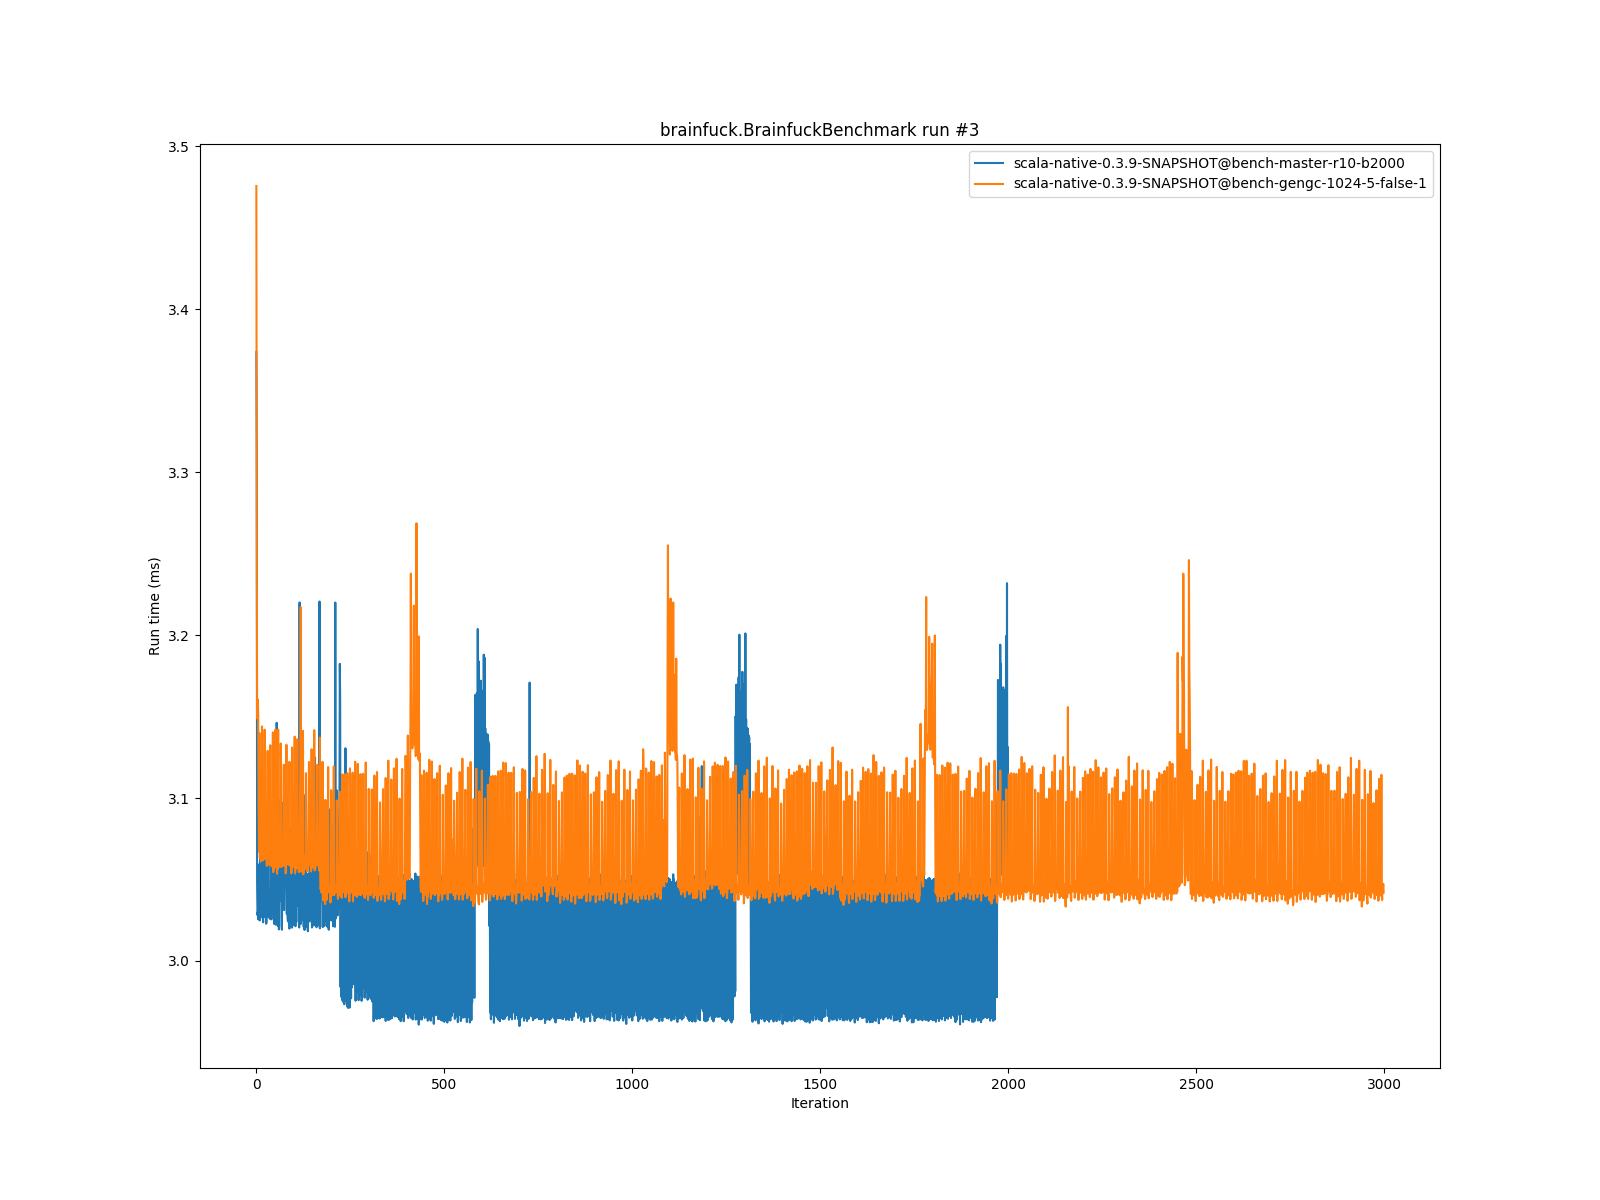 brainfuck.BrainfuckBenchmark run #3
scala-native-0.3.9-SNAPSHOT@bench-master-r10-b2000
scala-native-0.3.9-SNAPSHOT@bench-gengc-1024-5-false-1
3.5
3.4
3.3
3.2
3.1
3.0
Run time (ms)
0
500
1000
1500
2000
2500
3000
Iteration